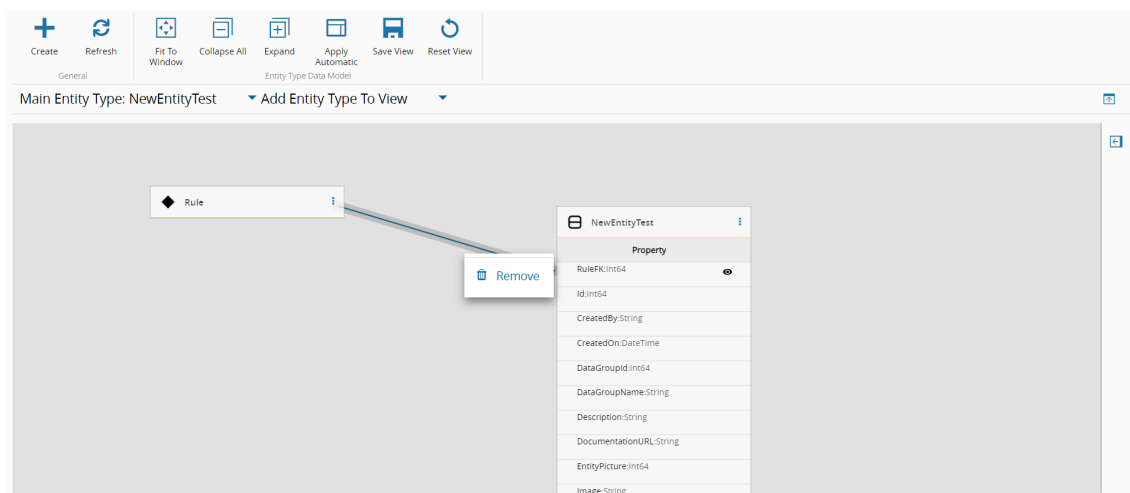 Create
Refresh
Fit To
Window
Collapse All
Expand
Apply
Automatic
Save View
Reset View
General
Entity Type Data Model
Main Entity Type: NewEntityTest
Add Entity Type To View
Rule
NewEntityTest
Property
Remove
RuleFK:Int64
Id:Int64
CreatedBy:String
CreatedOn:DateTime
DataGroupId:Int64
DataGroupName:String
Description:String
DocumentationURL:String
EntityPicture:Int64
Image:String